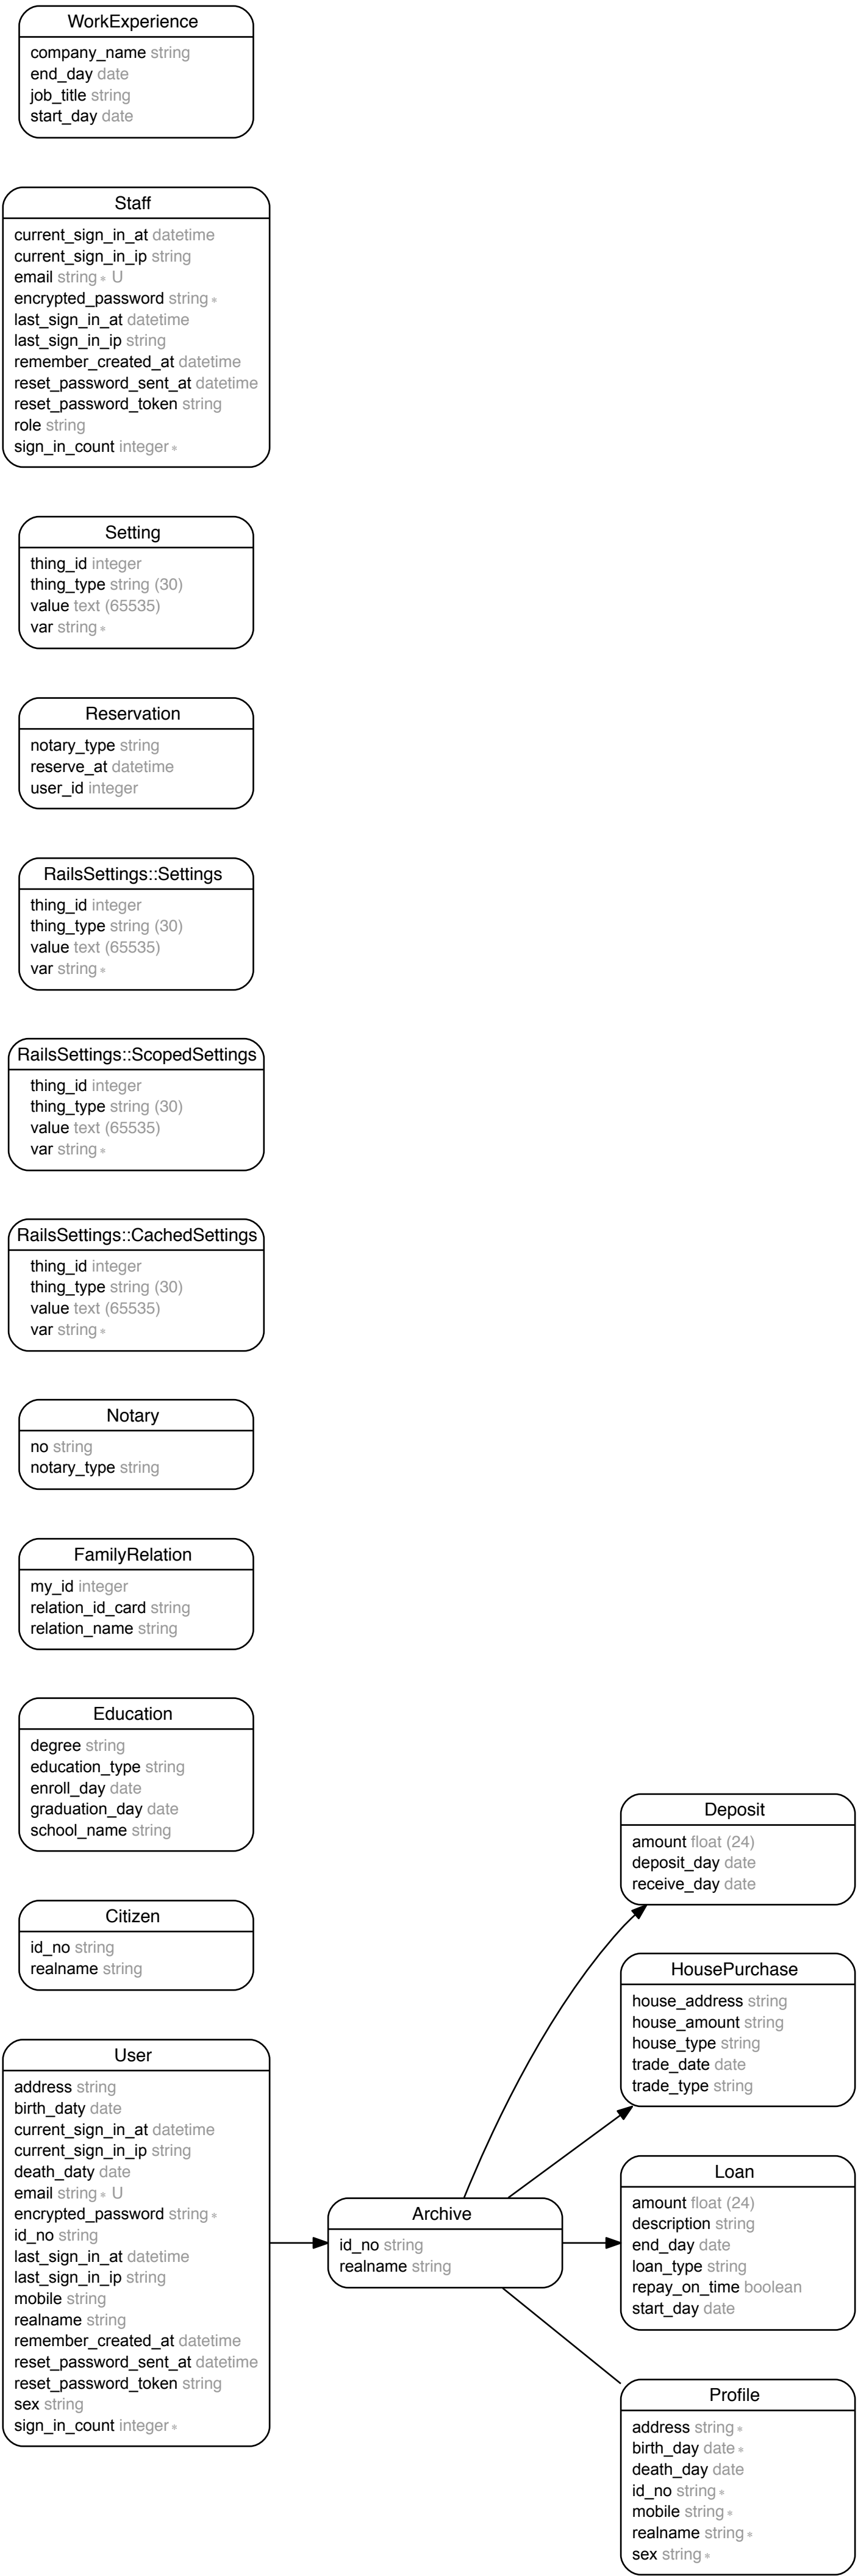 WorkExperience
company_name string
end_day date
job_title string
start_day date
Staff
current_sign_in_at datetime
current_sign_in_ip string
email string ∗ U
encrypted_password string ∗
last_sign_in_at datetime
last_sign_in_ip string
remember_created_at datetime
reset_password_sent_at datetime
reset_password_token string
role string
sign_in_count integer ∗
Setting
thing_id integer
thing_type string (30)
value text (65535)
var string ∗
Reservation
notary_type string
reserve_at datetime
user_id integer
RailsSettings::Settings
thing_id integer
thing_type string (30)
value text (65535)
var string ∗
RailsSettings::ScopedSettings
thing_id integer
thing_type string (30)
value text (65535)
var string ∗
RailsSettings::CachedSettings
thing_id integer
thing_type string (30)
value text (65535)
var string ∗
Notary
no string
notary_type string
FamilyRelation
my_id integer
relation_id_card string
relation_name string
Education
degree string
education_type string
enroll_day date
graduation_day date
school_name string
Citizen
id_no string
realname string
User
address string
birth_daty date
current_sign_in_at datetime
current_sign_in_ip string
death_daty date
email string ∗ U
encrypted_password string ∗
id_no string
last_sign_in_at datetime
last_sign_in_ip string
mobile string
realname string
remember_created_at datetime
reset_password_sent_at datetime
reset_password_token string
sex string
sign_in_count integer ∗
Archive
id_no string
realname string
Deposit
amount float (24)
deposit_day date
receive_day date
HousePurchase
house_address string
house_amount string
house_type string
trade_date date
trade_type string
Loan
amount float (24)
description string
end_day date
loan_type string
repay_on_time boolean
start_day date
Profile
address string ∗
birth_day date ∗
death_day date
id_no string ∗
mobile string ∗
realname string ∗
sex string ∗